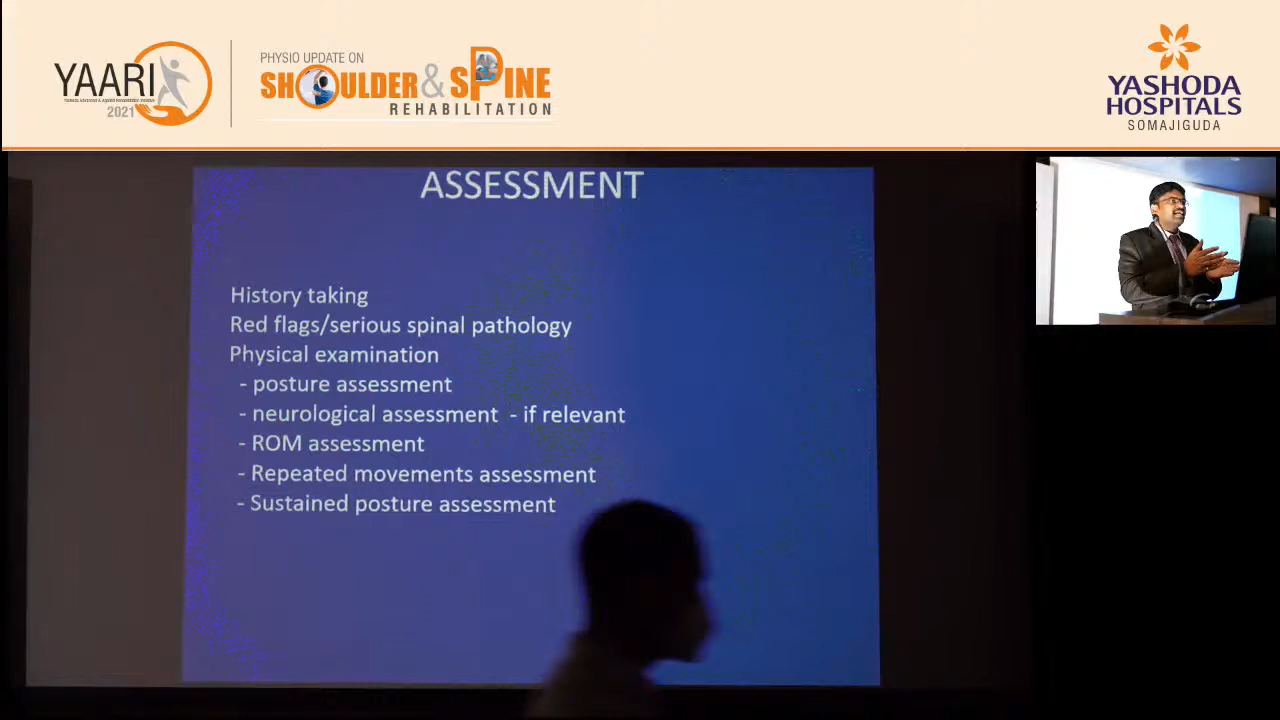 YAARI
2021
PHYSIO UPDATE ON
SHOULDER & SPINE
REHABILITATION
YASHODA
HOSPITALS
SOMAJIGUDA
ASSESSMENT
History taking
Red flags/serious spinal pathology
Physical examination
- posture assessment
- neurological assessment - if relevant
- ROM assessment
- Repeated movements assessment
- Sustained posture assessment